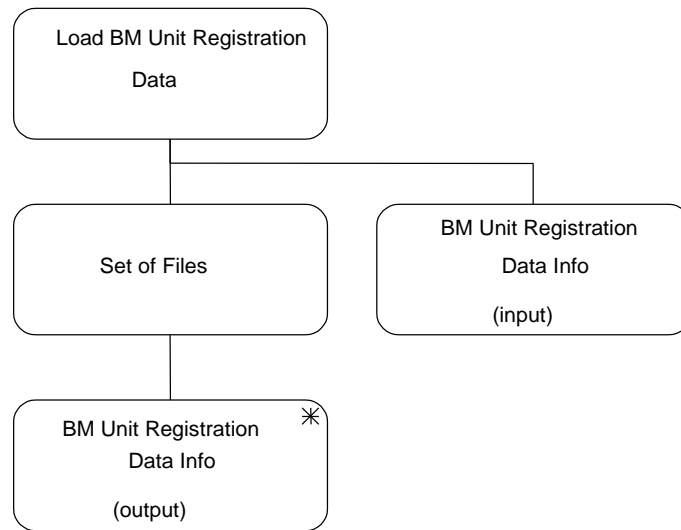 Load BM Unit Registration
Data
Set of Files
BM Unit Registration
Data Info
(input)
BM Unit Registration
Data Info
(output)